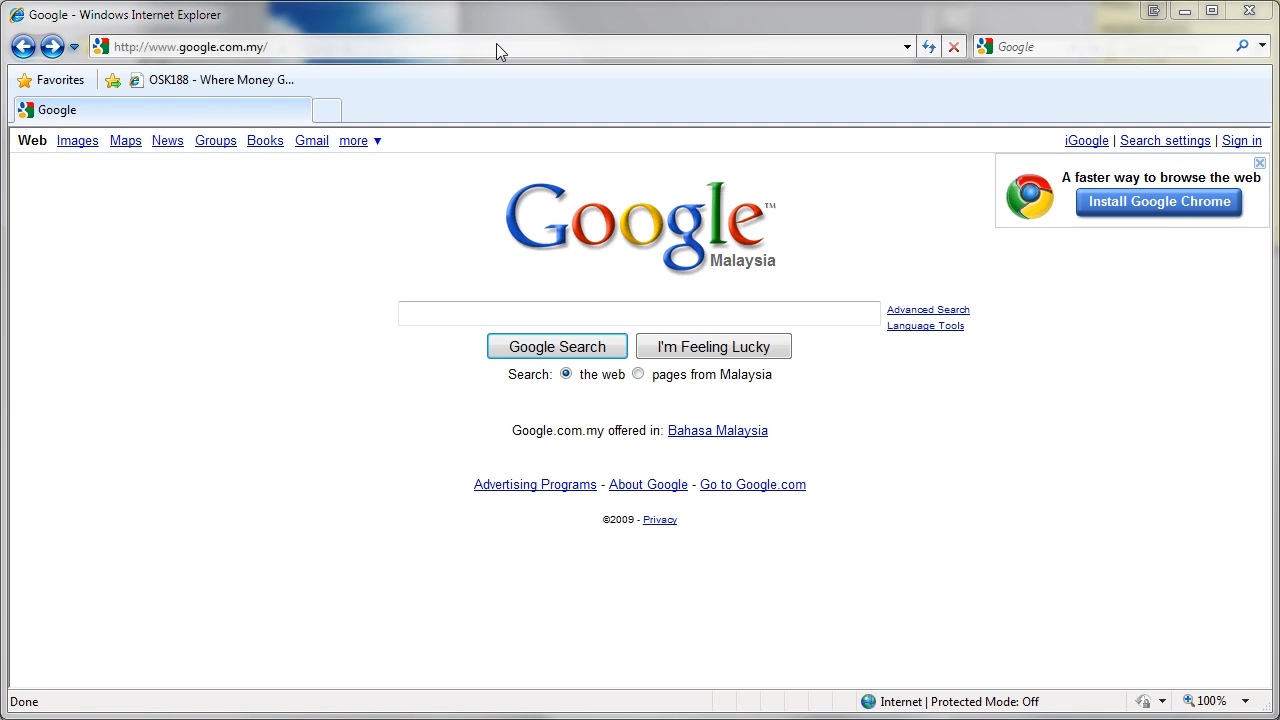 Google - Windows Internet Explorer
http://www.google.com.my/
Google
Favorites
OSK188 - Where Money G...
Google
Web Images Maps News Groups Books Gmail more ▼
iGoogle | Search settings | Sign in
A faster way to browse the web
Install Google Chrome
Google™
Malaysia
Advanced Search
Language Tools
Google Search
I'm Feeling Lucky
Search: the web pages from Malaysia
Google.com.my offered in: Bahasa Malaysia
Advertising Programs - About Google - Go to Google.com
©2009 - Privacy
Done
Internet | Protected Mode: Off
100%